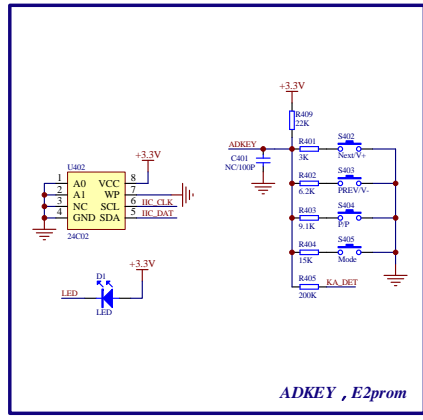 +3.3V
R409
22K
ADKEY
C401
NC/100P
R401
3K
S402
Next/V+
R402
6.2K
S403
PREV/V-
R403
9.1K
S404
P/P
R404
15K
S405
Mode
R405
200K
KA_DET
U402
+3.3V
1 A0 VCC 8
2 A1 WP 7
3 NC SCL 6 IIC_CLK
4 GND SDA 5 IIC_DAT
24C02
D1
+3.3V
LED
LED
ADKEY , E2prom